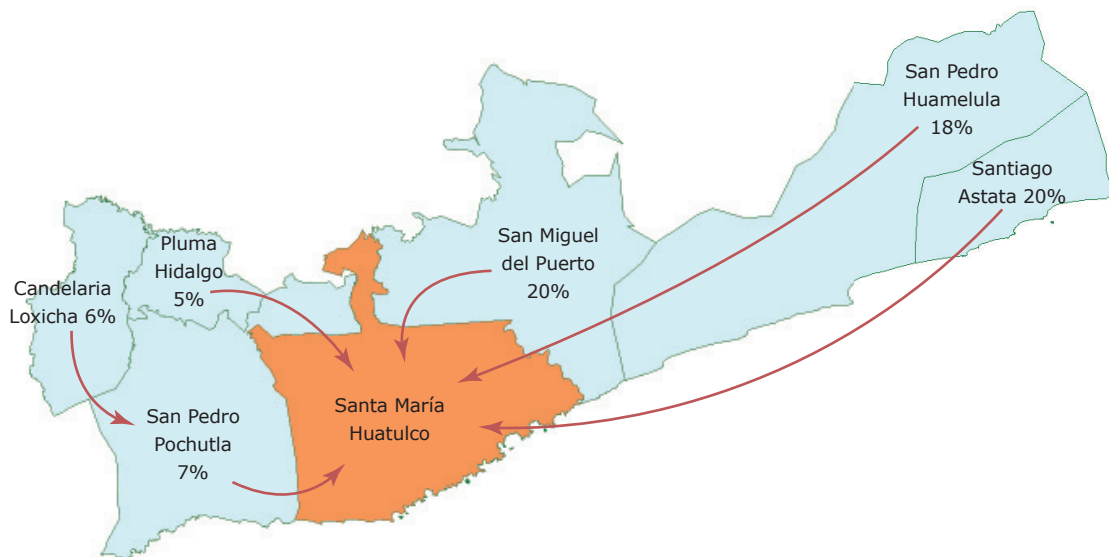 San Pedro
Huamelula
18%
Santiago
Astata 20%
San Miguel
del Puerto
20%
Pluma
Hidalgo
5%
Candelaria
Loxicha 6%
Santa María
Huatulco
San Pedro
Pochutla
7%